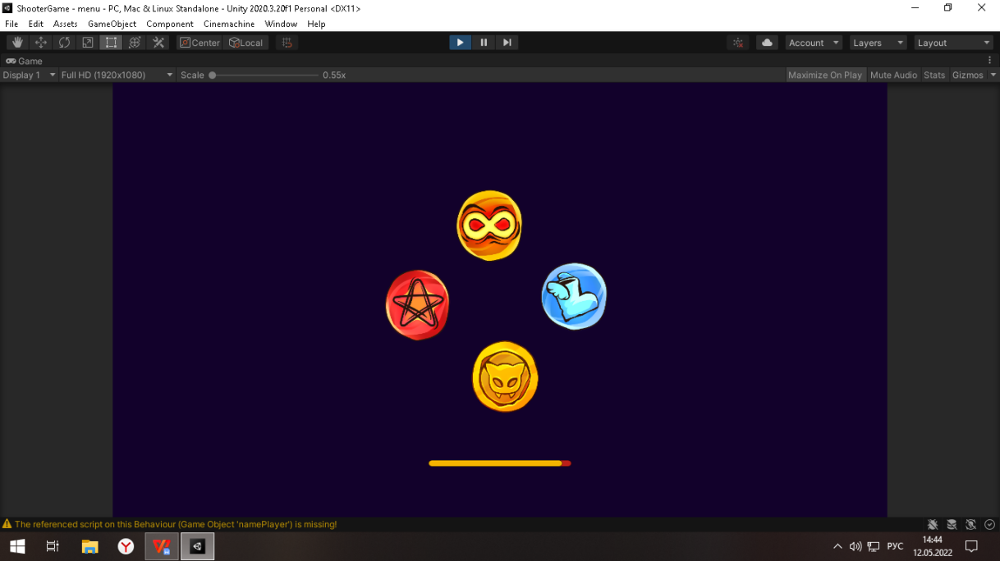 ShooterGame - menu - PC, Mac & Linux Standalone - Unity 2020.3.20f1 Personal <DX11>
File Edit Assets GameObject Component Cinemachine Window Help
Center Local Account Layers Layout
Game
Display 1 Full HD (1920x1080) Scale 0.55x Maximize On Play Mute Audio Stats Gizmos
The referenced script on this Behaviour (Game Object 'namePlayer') is missing!
РУС
14:44
12.05.2022